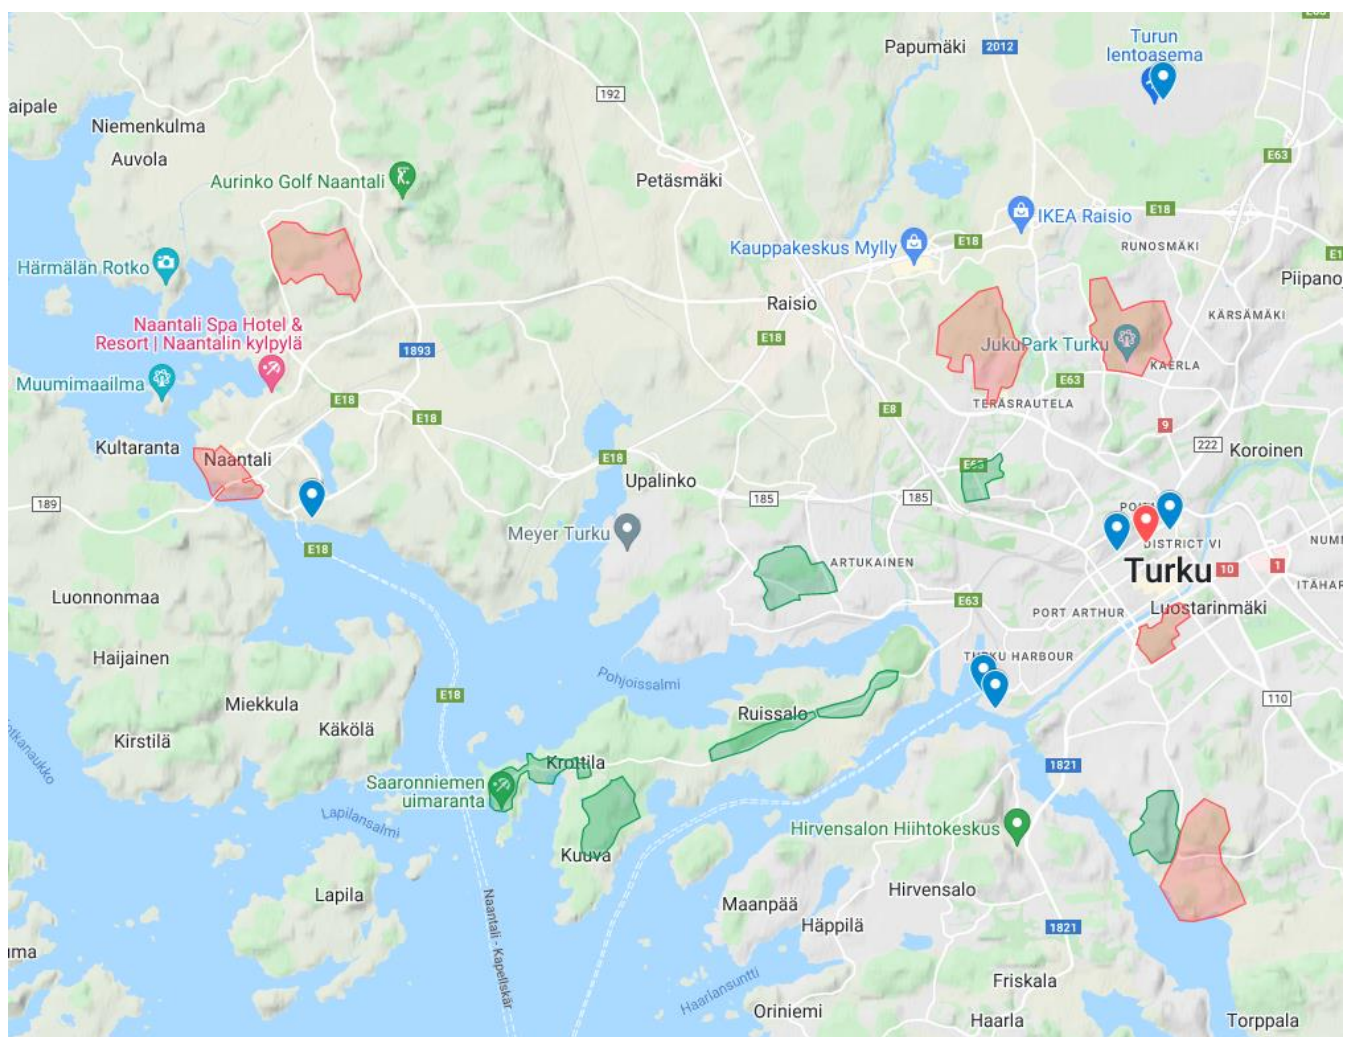 Papumäki
2012
Turun
lentoasema
192
aipale
Niemenkulma
Auvola
E63
Petäsmäki
Aurinko Golf Naantali
IKEA Raisio
E18
Kauppakeskus Mylly
E18
RUNOSMÄKI
Härmälän Rotko
Piipano
Raisio
KÄRSÄMÄKI
Naantali Spa Hotel &
Resort | Naantalin kylpylä
E18
1893
JukuPark Turku
KAERLA
Muumimaailma
E63
E18
E18
E8
TERÄSRAUTELA
9
Kultaranta
Naantali
E18
222
Koroinen
Upalinko
E63
189
185
185
Meyer Turku
E18
DISTRICT VI
ARTUKAINEN
Turku
10
1
ITÄHAR
Luonnonmaa
E63
PORT ARTHUR
Luostarinmäki
Haijainen
TURKU HARBOUR
Pohjoissalmi
E18
110
Miekkula
Ruissalo
Kirstilä
Käkölä
Krottila
1821
Saaronniemen
uimaranta
Lapilansalmi
Hirvensalon Hiihtokeskus
Kuuva
Lapila
Naantali - Kapellskär
Maanpää
Hirvensalo
Häppilä
1821
Haarlansuntti
Friskala
Oriniemi
Haarla
Torppala